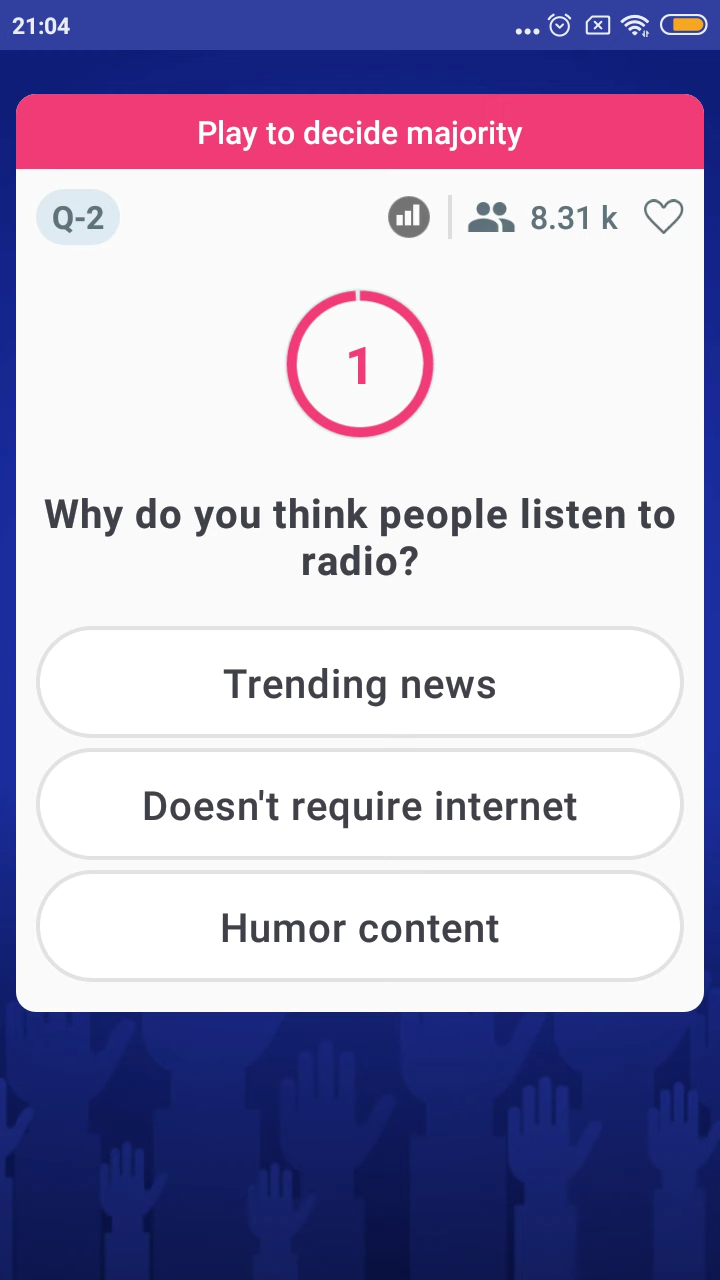 21:04
Play to decide majority
Q-2
8.31 k
1
Why do you think people listen to
radio?
Trending news
Doesn't require internet
Humor content